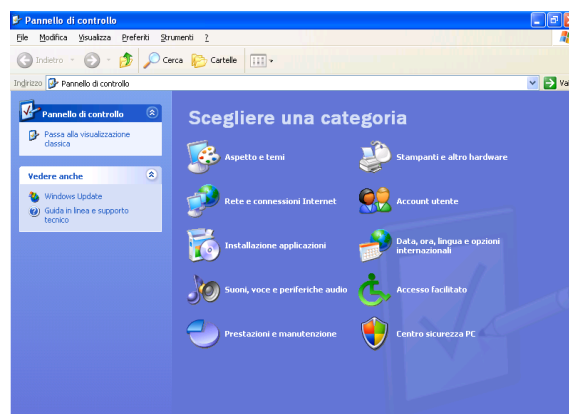 Pannello di controllo
File Modifica Visualizza Preferiti Strumenti ?
Indietro Cerca Cartelle
Indirizzo Pannello di controllo Vai
Pannello di controllo
Passa alla visualizzazione
classica
Vedere anche
Windows Update
Guida in linea e supporto
tecnico
Scegliere una categoria
Aspetto e temi
Stampanti e altro hardware
Rete e connessioni Internet
Account utente
Installazione applicazioni
Data, ora, lingua e opzioni
internazionali
Suoni, voce e periferiche audio
Accesso facilitato
Prestazioni e manutenzione
Centro sicurezza PC